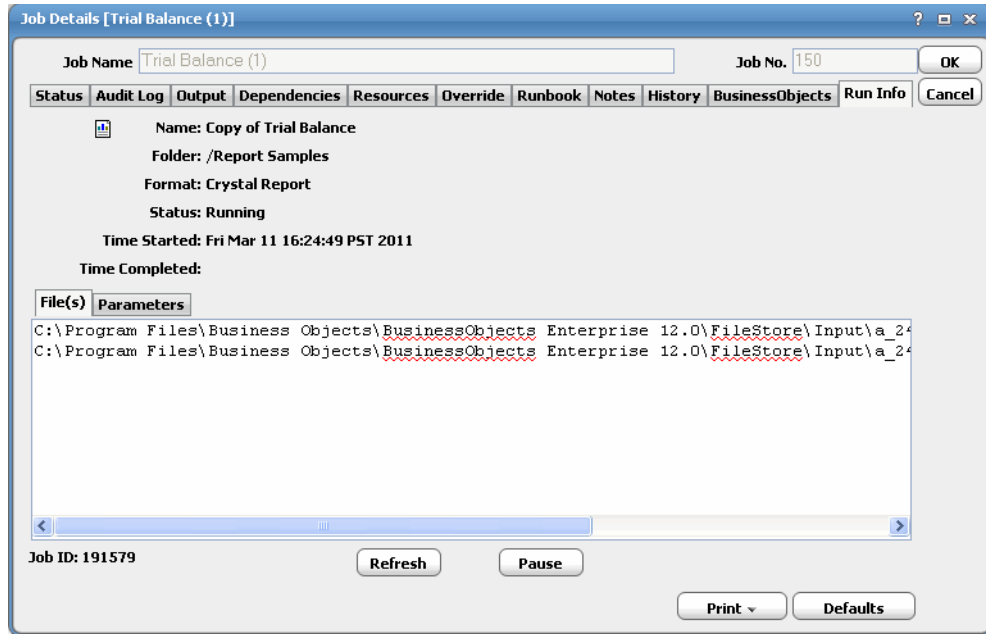 Job Details [Trial Balance (1)]
Job Name Trial Balance (1) Job No. 150 OK
Status Audit Log Output Dependencies Resources Override Runbook Notes History BusinessObjects Run Info Cancel
Name: Copy of Trial Balance
Folder: /Report Samples
Format: Crystal Report
Status: Running
Time Started: Fri Mar 11 16:24:49 PST 2011
Time Completed:
File(s) Parameters
C:\Program Files\Business Objects\BusinessObjects Enterprise 12.0\FileStore\Input\a_24
C:\Program Files\Business Objects\BusinessObjects Enterprise 12.0\FileStore\Input\a_24
Job ID: 191579 Refresh Pause
Print Defaults